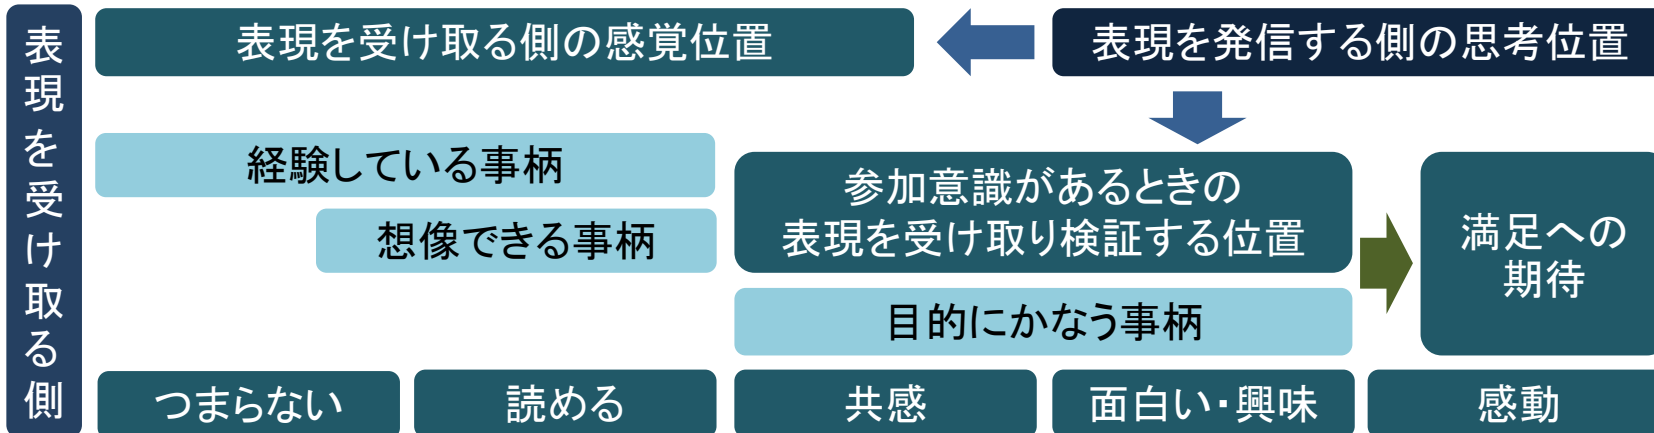 表現を受け取る側
表現を受け取る側の感覚位置
表現を発信する側の思考位置
経験している事柄
想像できる事柄
参加意識があるときの
表現を受け取り検証する位置
目的にかなう事柄
満足への
期待
つまらない
読める
共感
面白い・興味
感動